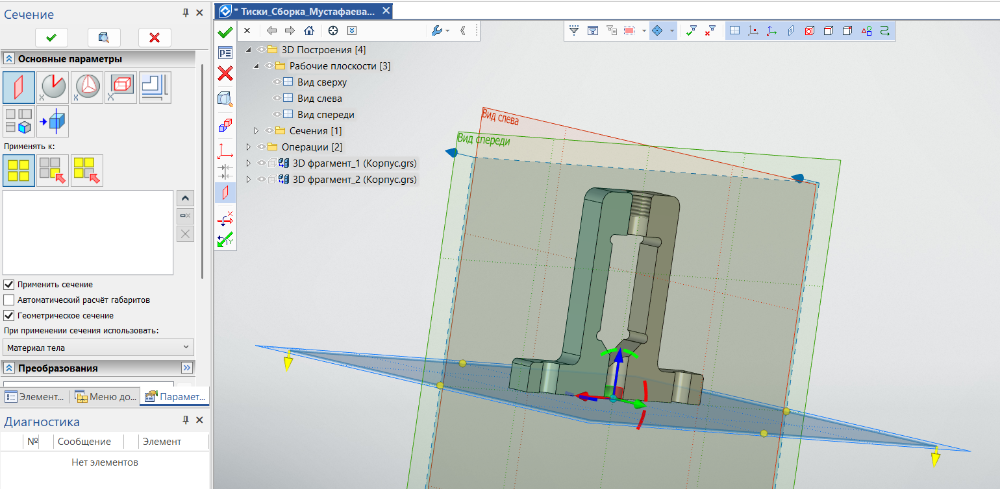 Сечение
Основные параметры
X
X
X
Применять к:
Применить сечение
Автоматический расчёт габаритов
Геометрическое сечение
При применении сечения использовать:
Материал тела
Преобразования
Элемент...
Меню до...
Парамет...
Диагностика
№
Сообщение
Элемент
Нет элементов
* Тиски_Сборка_Мустафаева...
3D Построения [4]
Рабочие плоскости [3]
Вид сверху
Вид слева
Вид спереди
Сечения [1]
Операции [2]
3D фрагмент_1 (Корпус.grs)
3D фрагмент_2 (Корпус.grs)
Вид слева
Вид спереди